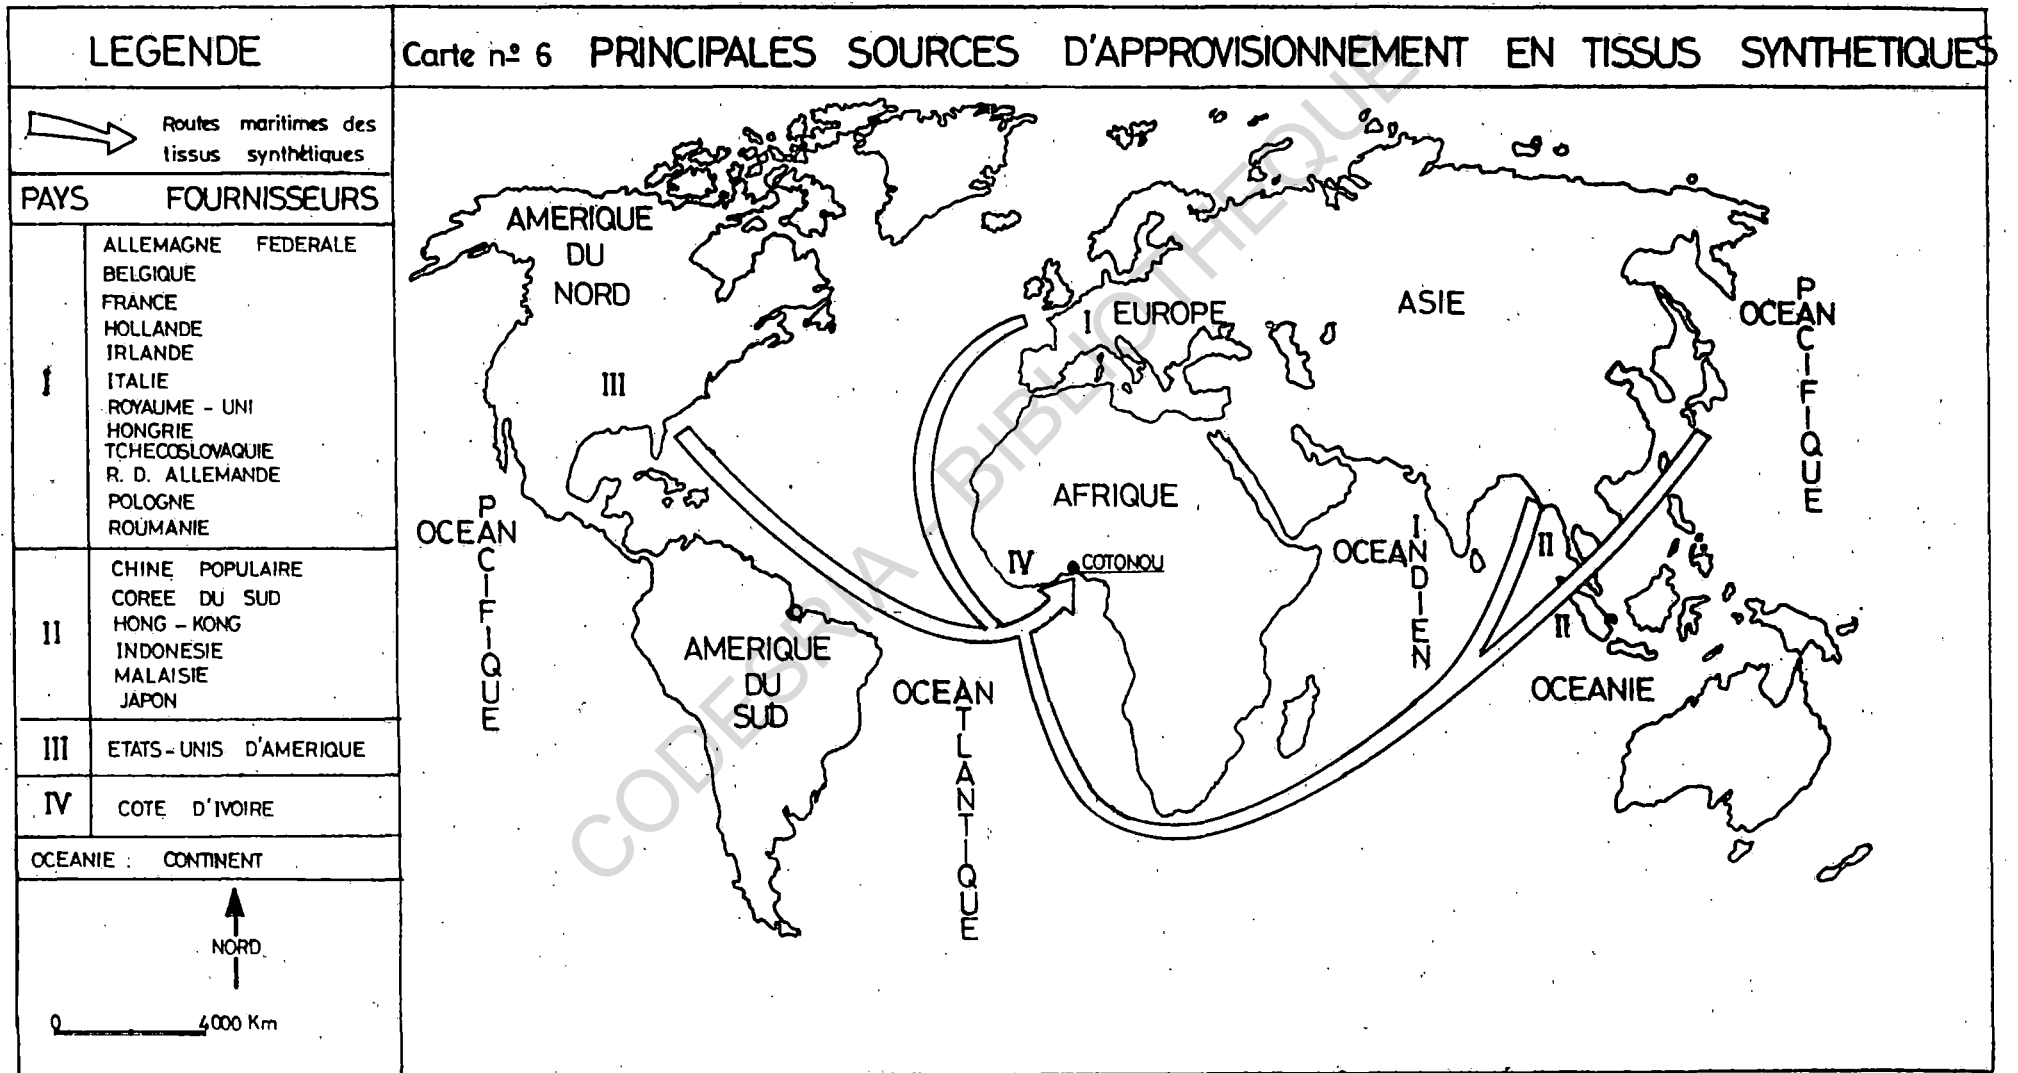 LEGENDE
Carte nº 6 PRINCIPALES SOURCES D'APPROVISIONNEMENT EN TISSUS SYNTHETIQUES
Routes maritimes des
tissus synthétiques
PAYS FOURNISSEURS
I
ALLEMAGNE FEDERALE
BELGIQUE
FRANCE
HOLLANDE
IRLANDE
ITALIE
ROYAUME - UNI
HONGRIE
TCHECOSLOVAQUIE
R. D. ALLEMANDE
POLOGNE
ROUMANIE
II
CHINE POPULAIRE
COREE DU SUD
HONG - KONG
INDONESIE
MALAISIE
JAPON
III
ETATS-UNIS D'AMERIQUE
IV
COTE D'IVOIRE
OCEANIE : CONTINENT
NORD
0 4000 Km
AMERIQUE
DU
NORD
III
I EUROPE
ASIE
OCEAN
PACIFIQUE
AFRIQUE
OCEAN
PACIFIQUE
IV
COTONOU
OCEAN
INDIEN
II
II
AMERIQUE
DU
SUD
OCEAN
ATLANTIQUE
OCEANIE
CODESRIA - BIBLIOTHEQUE